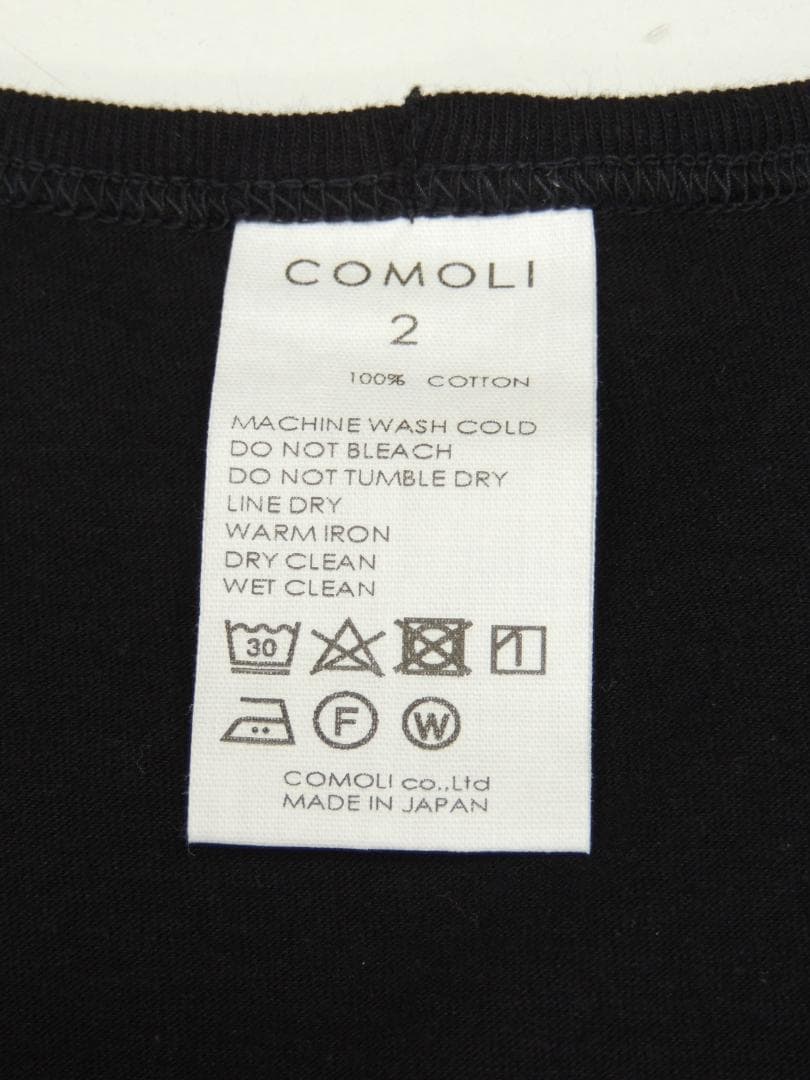 COMOLI
2
100% COTTON
MACHINE WASH COLD
DO NOT BLEACH
DO NOT TUMBLE DRY
LINE DRY
WARM IRON
DRY CLEAN
WET CLEAN
30
F W
COMOLI co.,Ltd
MADE IN JAPAN